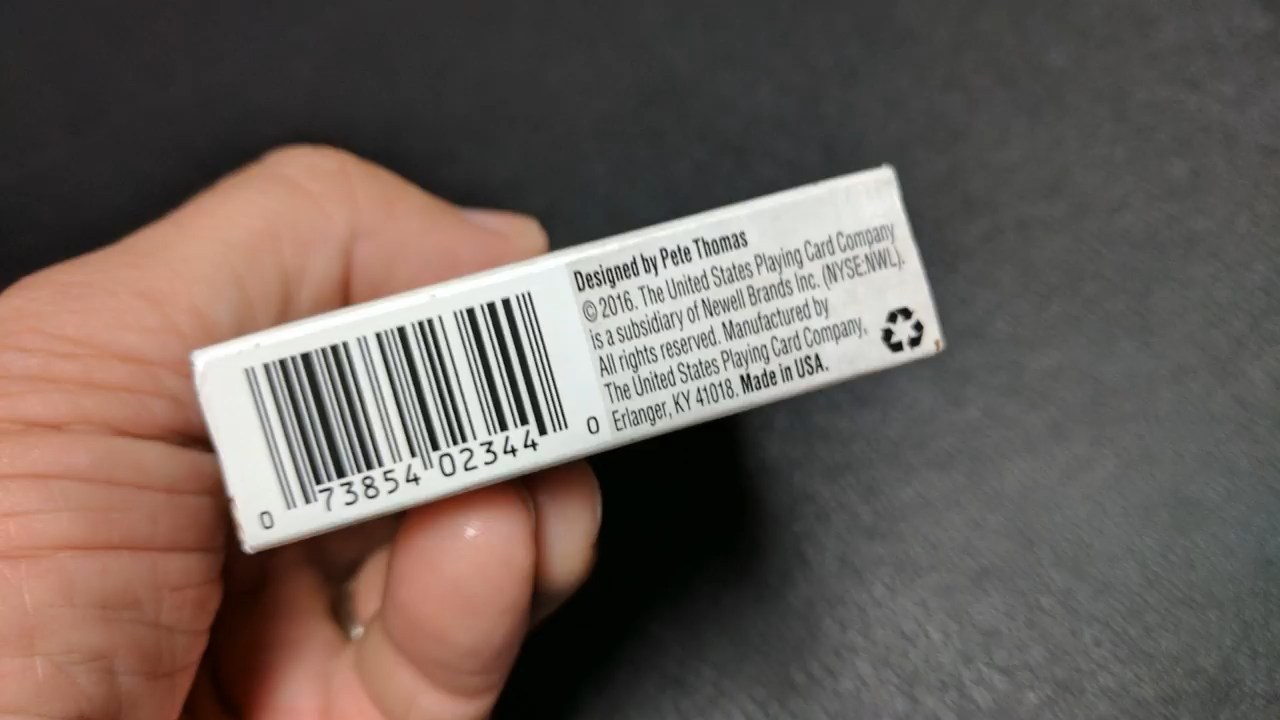 0 73854 02344 0
Designed by Pete Thomas
© 2016. The United States Playing Card Company
is a subsidiary of Newell Brands Inc. (NYSE:NWL).
All rights reserved. Manufactured by
The United States Playing Card Company,
Erlanger, KY 41018. Made in USA.